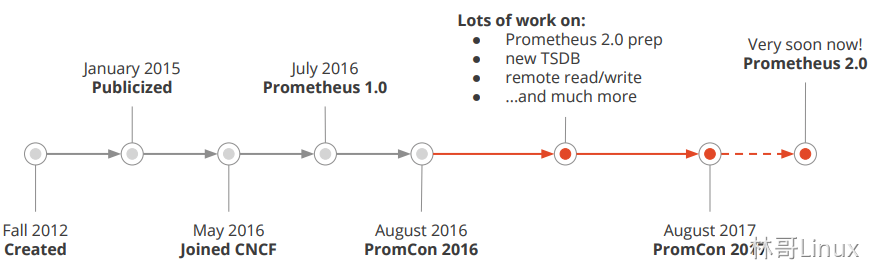 Lots of work on:
● Prometheus 2.0 prep
● new TSDB
● remote read/write
● ...and much more
Very soon now!
Prometheus 2.0
January 2015
Publicized
July 2016
Prometheus 1.0
Fall 2012
Created
May 2016
Joined CNCF
August 2016
PromCon 2016
August 2017
PromCon 2017
林哥Linux